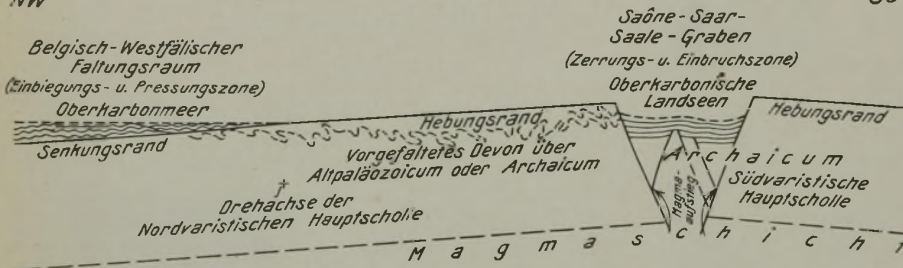 NW
Belgisch-Westfälischer
Faltungsraum
(Einbiegungs- u. Pressungszone)
Oberkarbonmeer
Senkungsrand
Hebungsrand
Vorgefaltetes Devon über
Altpaläozoicum oder Archaicum
Drehachse der
Nordvaristischen Hauptscholle
Saône-Saar-
Saale-Graben
(Zerrungs- u. Einbruchszone)
Oberkarbonische
Landseen
Hebungsrand
Archaicum
Südvaristische
Hauptscholle
Magma-
aufstieg
Magmaschicht